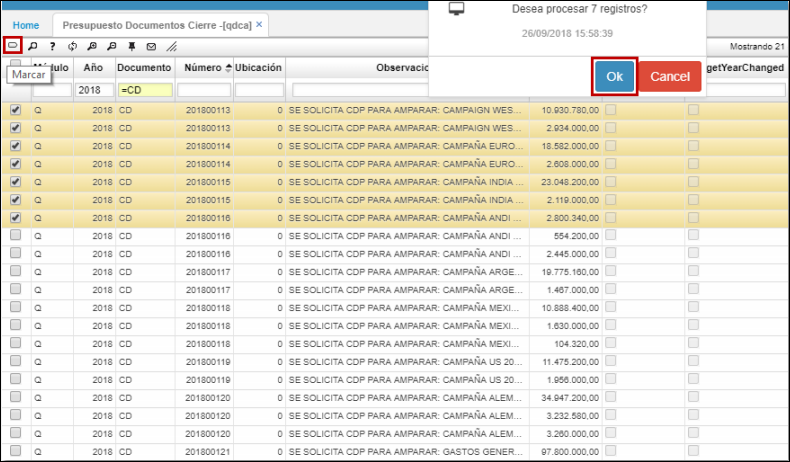 Desea procesar 7 registros?
26/09/2018 15:58:39
Ok Cancel
Home Presupuesto Documentos Cierre -[qdca] ×
Mostrando 21
Marcar
dulo Año Documento Número Ubicación Observacio getYearChanged
2018 =CD
Q 2018 CD 201800113 0 SE SOLICITA CDP PARA AMPARAR: CAMPAIGN WES... 10.930.780,00
Q 2018 CD 201800113 0 SE SOLICITA CDP PARA AMPARAR: CAMPAIGN WES... 2.934.000,00
Q 2018 CD 201800114 0 SE SOLICITA CDP PARA AMPARAR: CAMPAÑA EURO... 18.582.000,00
Q 2018 CD 201800114 0 SE SOLICITA CDP PARA AMPARAR: CAMPAÑA EURO... 2.608.000,00
Q 2018 CD 201800115 0 SE SOLICITA CDP PARA AMPARAR: CAMPAÑA INDIA ... 23.048.200,00
Q 2018 CD 201800115 0 SE SOLICITA CDP PARA AMPARAR: CAMPAÑA INDIA ... 2.119.000,00
Q 2018 CD 201800116 0 SE SOLICITA CDP PARA AMPARAR: CAMPAÑA ANDI ... 2.800.340,00
Q 2018 CD 201800116 0 SE SOLICITA CDP PARA AMPARAR: CAMPAÑA ANDI ... 554.200,00
Q 2018 CD 201800116 0 SE SOLICITA CDP PARA AMPARAR: CAMPAÑA ANDI ... 2.445.000,00
Q 2018 CD 201800117 0 SE SOLICITA CDP PARA AMPARAR: CAMPAÑA ARGE... 19.775.160,00
Q 2018 CD 201800117 0 SE SOLICITA CDP PARA AMPARAR: CAMPAÑA ARGE... 1.467.000,00
Q 2018 CD 201800118 0 SE SOLICITA CDP PARA AMPARAR: CAMPAÑA MEXI... 10.888.400,00
Q 2018 CD 201800118 0 SE SOLICITA CDP PARA AMPARAR: CAMPAÑA MEXI... 1.630.000,00
Q 2018 CD 201800118 0 SE SOLICITA CDP PARA AMPARAR: CAMPAÑA MEXI... 104.320,00
Q 2018 CD 201800119 0 SE SOLICITA CDP PARA AMPARAR: CAMPAÑA US 20... 11.475.200,00
Q 2018 CD 201800119 0 SE SOLICITA CDP PARA AMPARAR: CAMPAÑA US 20... 1.956.000,00
Q 2018 CD 201800120 0 SE SOLICITA CDP PARA AMPARAR: CAMPAÑA ALEM... 34.947.200,00
Q 2018 CD 201800120 0 SE SOLICITA CDP PARA AMPARAR: CAMPAÑA ALEM... 3.232.580,00
Q 2018 CD 201800120 0 SE SOLICITA CDP PARA AMPARAR: CAMPAÑA ALEM... 3.260.000,00
Q 2018 CD 201800121 0 SE SOLICITA CDP PARA AMPARAR: GASTOS GENER... 97.800.000,00